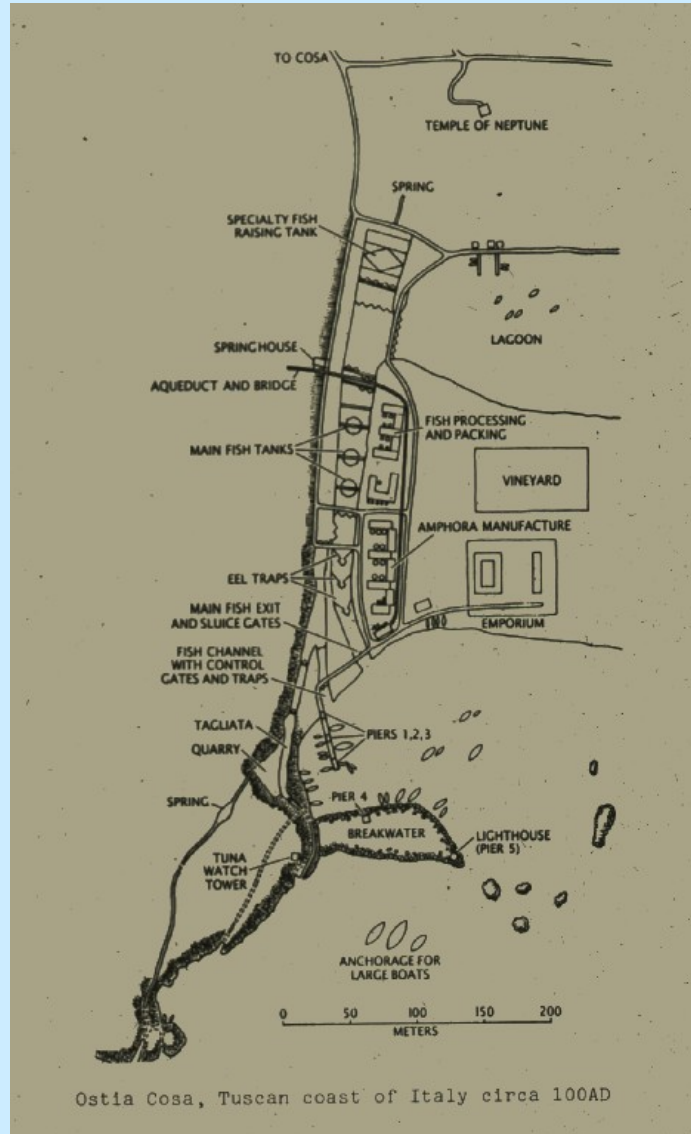 TO COSA
TEMPLE OF NEPTUNE
SPRING
SPECIALTY FISH
RAISING TANK
LAGOON
SPRING HOUSE
AQUEDUCT AND BRIDGE
FISH PROCESSING
AND PACKING
MAIN FISH TANKS
VINEYARD
AMPHORA MANUFACTURE
EEL TRAPS
MAIN FISH EXIT
AND SLUICE GATES
EMPORIUM
FISH CHANNEL
WITH CONTROL
GATES AND TRAPS
TAGLIATA
PIERS 1,2,3
QUARRY
SPRING
PIER 4
BREAKWATER
LIGHTHOUSE
(PIER 5)
TUNA
WATCH
TOWER
ANCHORAGE FOR
LARGE BOATS
0 50 100 150 200
METERS
Ostia Cosa, Tuscan coast of Italy circa 100AD